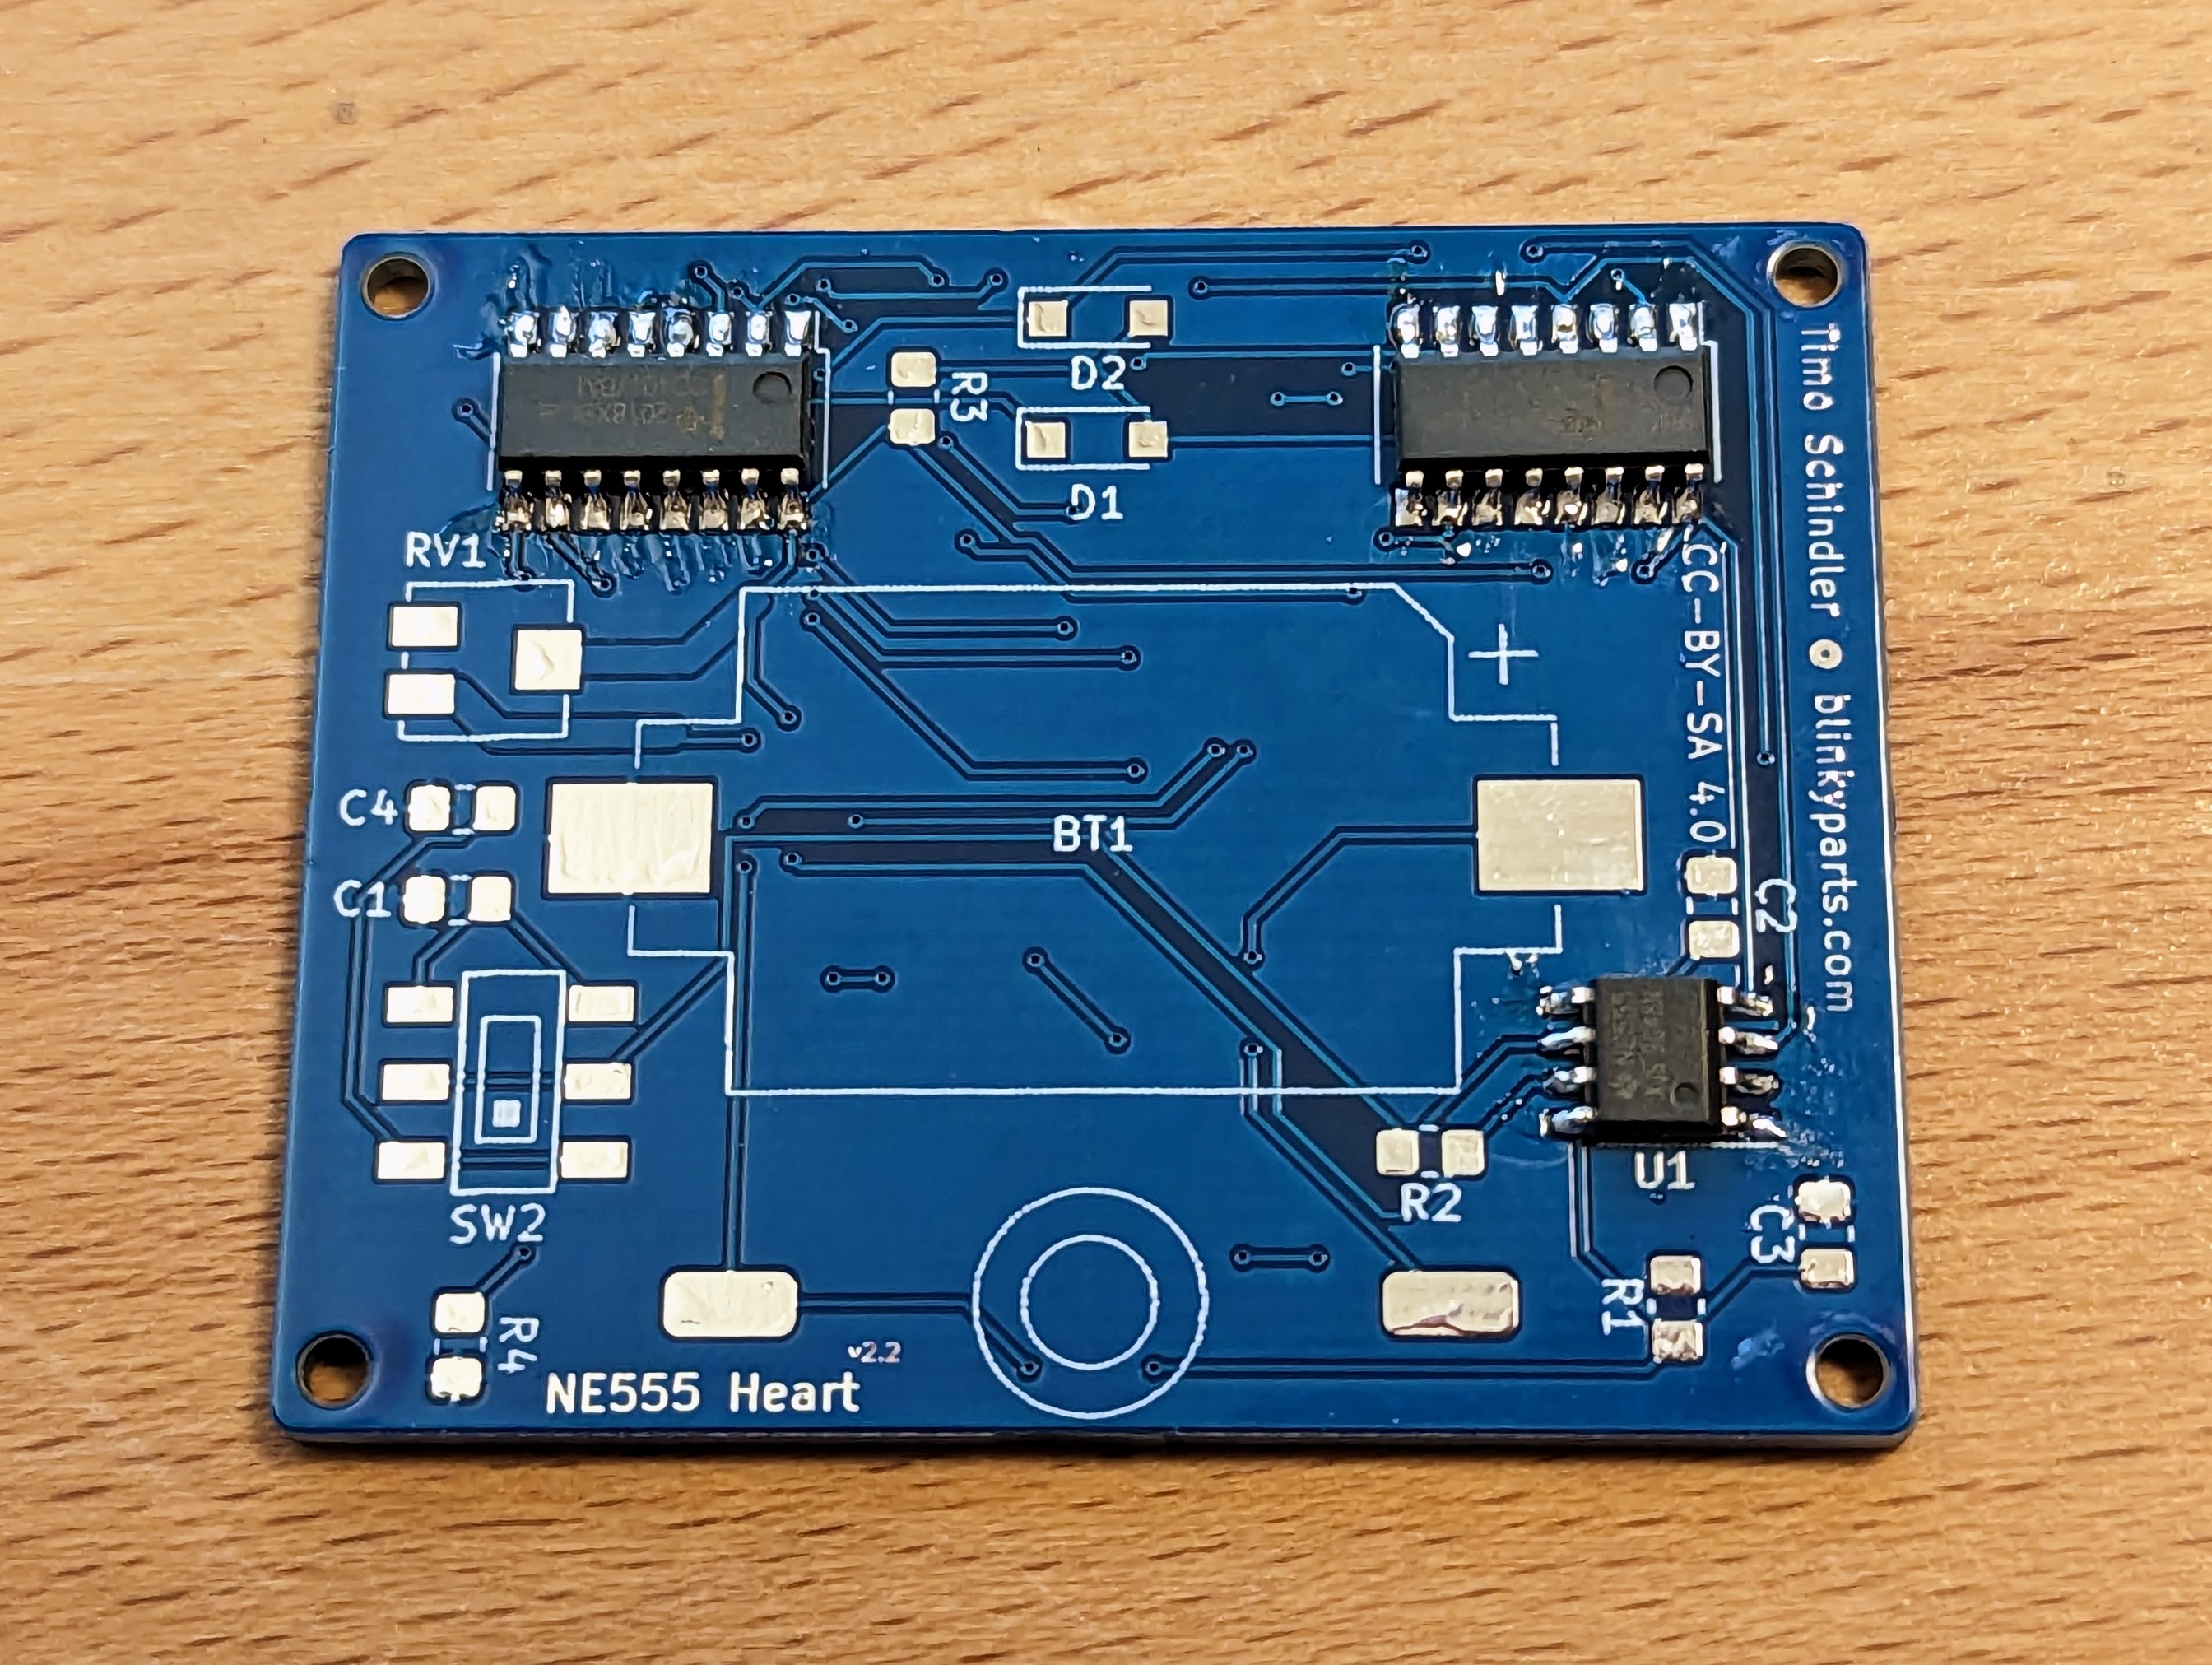 D2
R3
D1
RV1
Timo Schindler blinkyparts.com
CC-BY-SA 4.0
+
C4
BT1
C1
C2
SW2
R2
U1
C3
R1
R4
v2.2
NE555 Heart